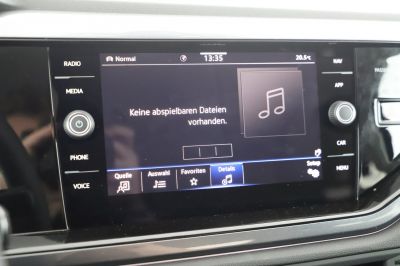 RADIO
MEDIA
PHONE
VOICE
Normal
13:35
20.5°C
Keine abspielbaren Dateien
vorhanden.
Quelle
Auswahl
Favoriten
Details
Setup
NAV
APP
CAR
MENU